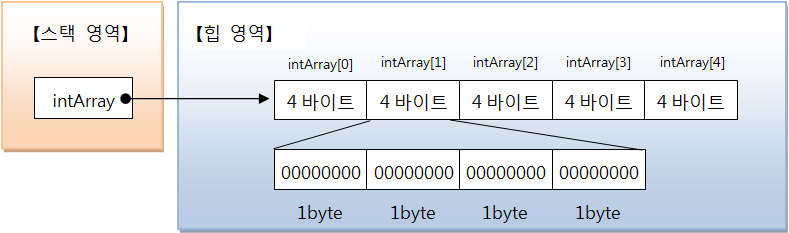 【스택 영역】
【힙 영역】
intArray[0] intArray[1] intArray[2] intArray[3] intArray[4]
intArray
4 바이트 4 바이트 4 바이트 4 바이트 4 바이트
00000000 00000000 00000000 00000000
1byte 1byte 1byte 1byte